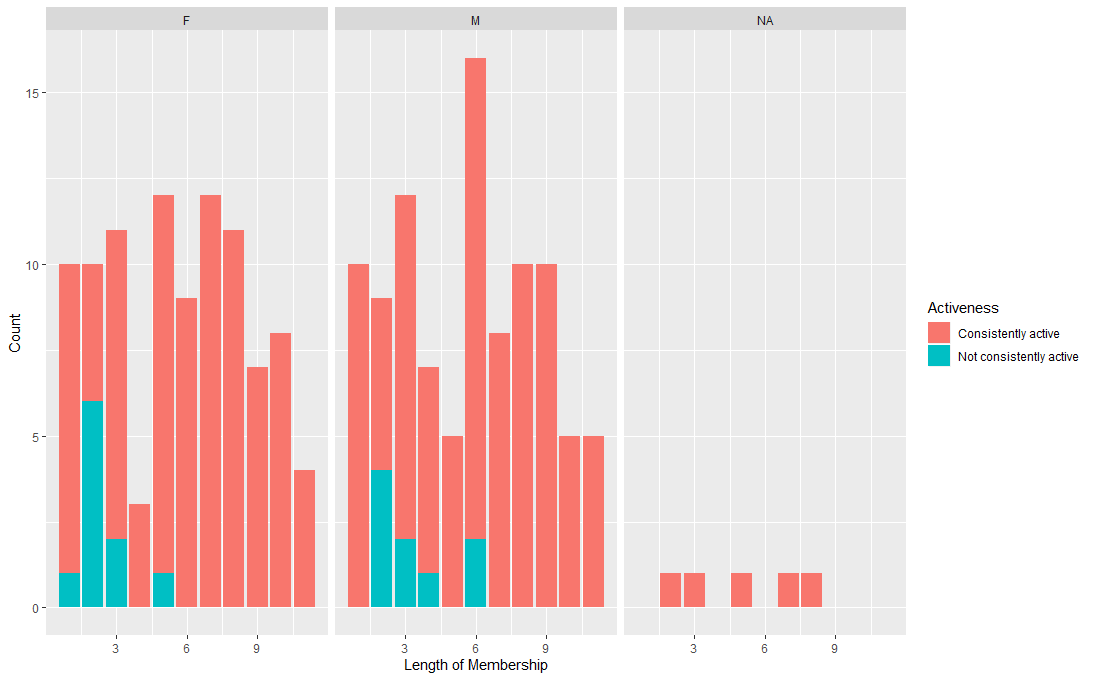 F
M
NA
15
10
5
0
Count
3
6
9
3
6
9
3
6
9
Length of Membership
Activeness
Consistently active
Not consistently active